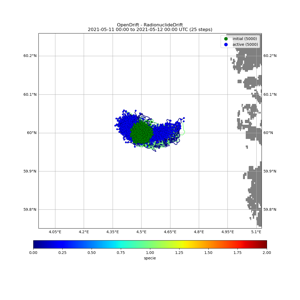 OpenDrift - RadionuclideDrift
2021-05-11 00:00 to 2021-05-12 00:00 UTC (25 steps)
initial (5000)
active (5000)
60.2°N
60.2°N
60.1°N
60.1°N
60°N
60°N
59.9°N
59.9°N
59.8°N
59.8°N
4.05°E
4.2°E
4.35°E
4.5°E
4.65°E
4.8°E
4.95°E
5.1°E
0.00
0.25
0.50
0.75
1.00
1.25
1.50
1.75
2.00
specie